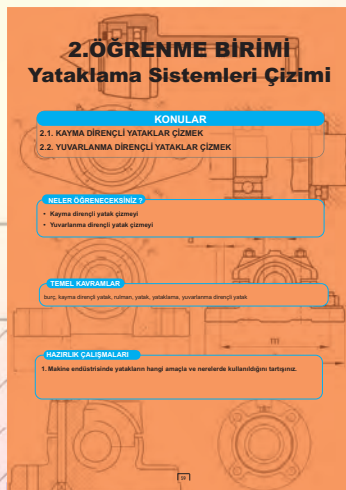 2.ÖĞRENME BİRİMİ
Yataklama Sistemleri Çizimi
KONULAR
2.1. KAYMA DİRENÇLİ YATAKLAR ÇİZMEK
2.2. YUVARLANMA DİRENÇLİ YATAKLAR ÇİZMEK
NELER ÖĞRENECEKSİNİZ ?
• Kayma dirençli yatak çizmeyi
• Yuvarlanma dirençli yatak çizmeyi
d
TEMEL KAVRAMLAR
burç, kayma dirençli yatak, rulman, yatak, yataklama, yuvarlanma dirençli yatak
m
HAZIRLIK ÇALIŞMALARI
1. Makine endüstrisinde yatakların hangi amaçla ve nerelerde kullanıldığını tartışınız.